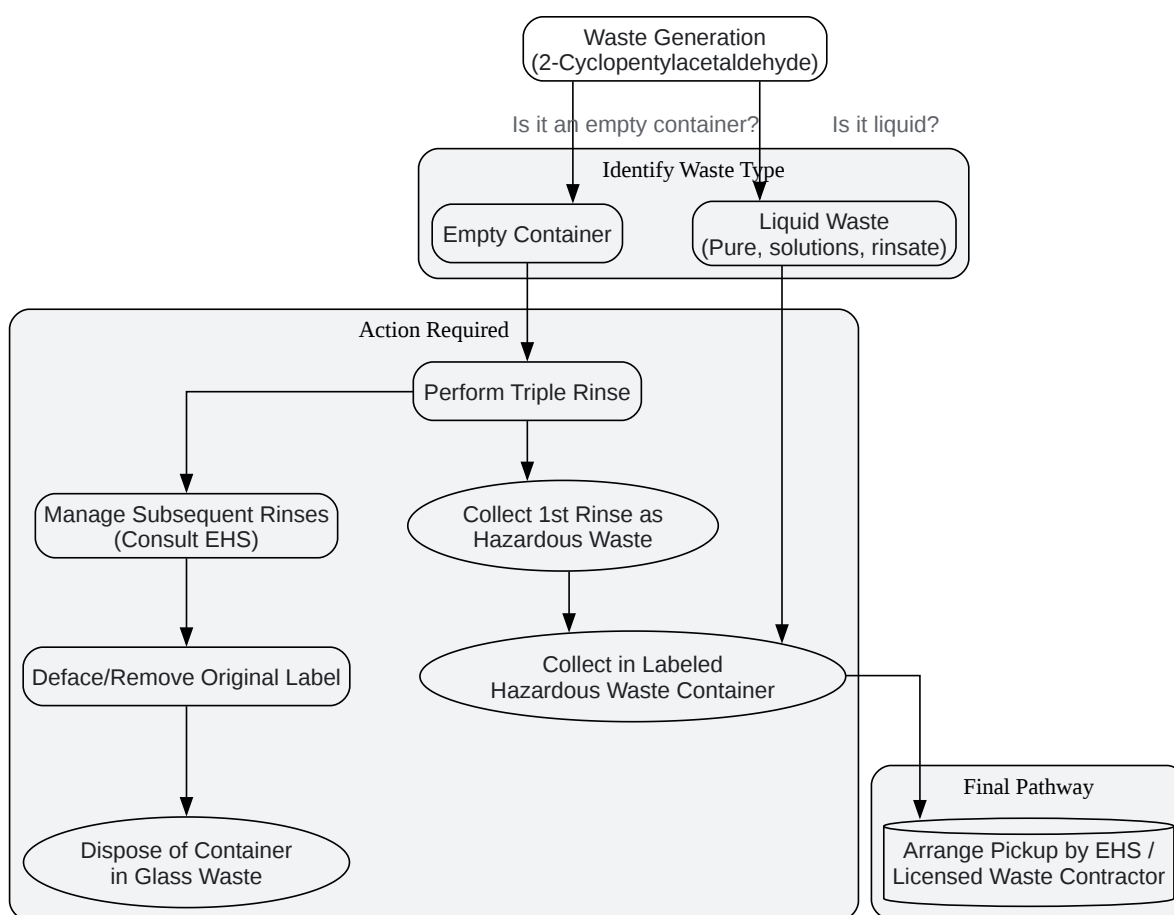 Waste Generation
(2-Cyclopentylacetaldehyde)
Is it an empty container?
Is it liquid?
Identify Waste Type
Empty Container
Liquid Waste
(Pure, solutions, rinsate)
Action Required
Perform Triple Rinse
Manage Subsequent Rinses
(Consult EHS)
Collect 1st Rinse as
Hazardous Waste
Deface/Remove Original Label
Collect in Labeled
Hazardous Waste Container
Final Pathway
Dispose of Container
in Glass Waste
Arrange Pickup by EHS /
Licensed Waste Contractor